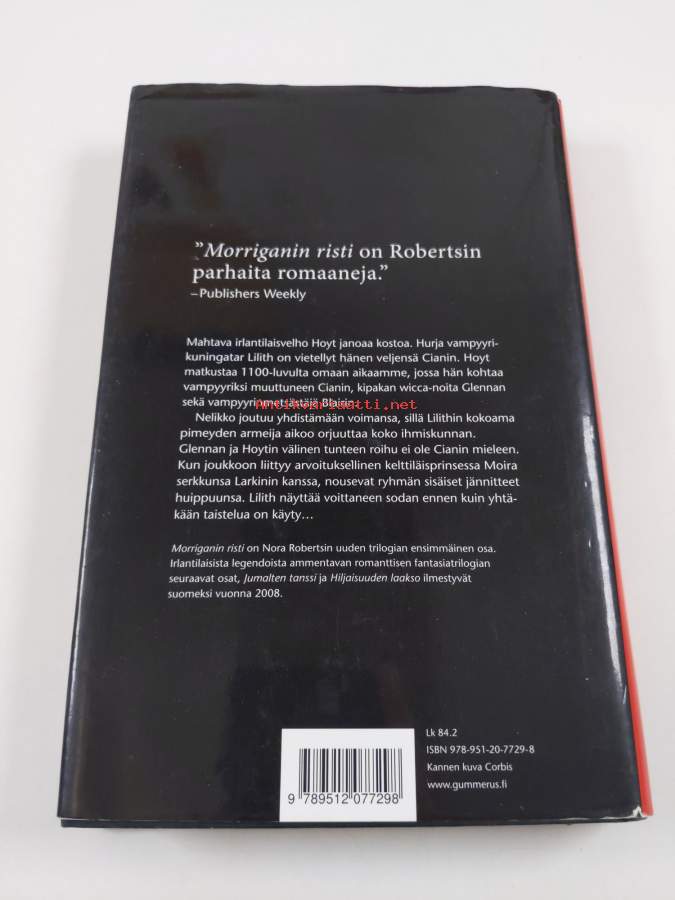 ”Morriganin risti on Robertsin
parhaita romaaneja.”
–Publishers Weekly
Mahtava irlantilaisvelho Hoyt janoaa kostoa. Hurja vampyyri-
kuningatar Lilith on vietellyt hänen veljensä Cianin. Hoyt
matkustaa 1100-luvulta omaan aikaamme, jossa hän kohtaa
vampyyriksi muuttuneen Cianin, kipakan wicca-noita Glennan
sekä vampyyrinmetsästäjä Blairin.
Antikvariaatti.net
Nelikko joutuu yhdistämään voimansa, sillä Lilithin kokoama
pimeyden armeija aikoo orjuuttaa koko ihmiskunnan.
Glennan ja Hoytin välinen tunteen roihu ei ole Cianin mieleen.
Kun joukkoon liittyy arvoituksellinen kelttiläisprinsessa Moira
serkkunsa Larkinin kanssa, nousevat ryhmän sisäiset jännitteet
huippuunsa. Lilith näyttää voittaneen sodan ennen kuin yhtä-
kään taistelua on käyty…
Morriganin risti on Nora Robertsin uuden trilogian ensimmäinen osa.
Irlantilaisista legendoista ammentavan romanttisen fantasiatrilogian
seuraavat osat, Jumalten tanssi ja Hiljaisuuden laakso ilmestyvät
suomeksi vuonna 2008.
Lk 84.2
ISBN 978-951-20-7729-8
Kannen kuva Corbis
www.gummerus.fi
9 789512 077298